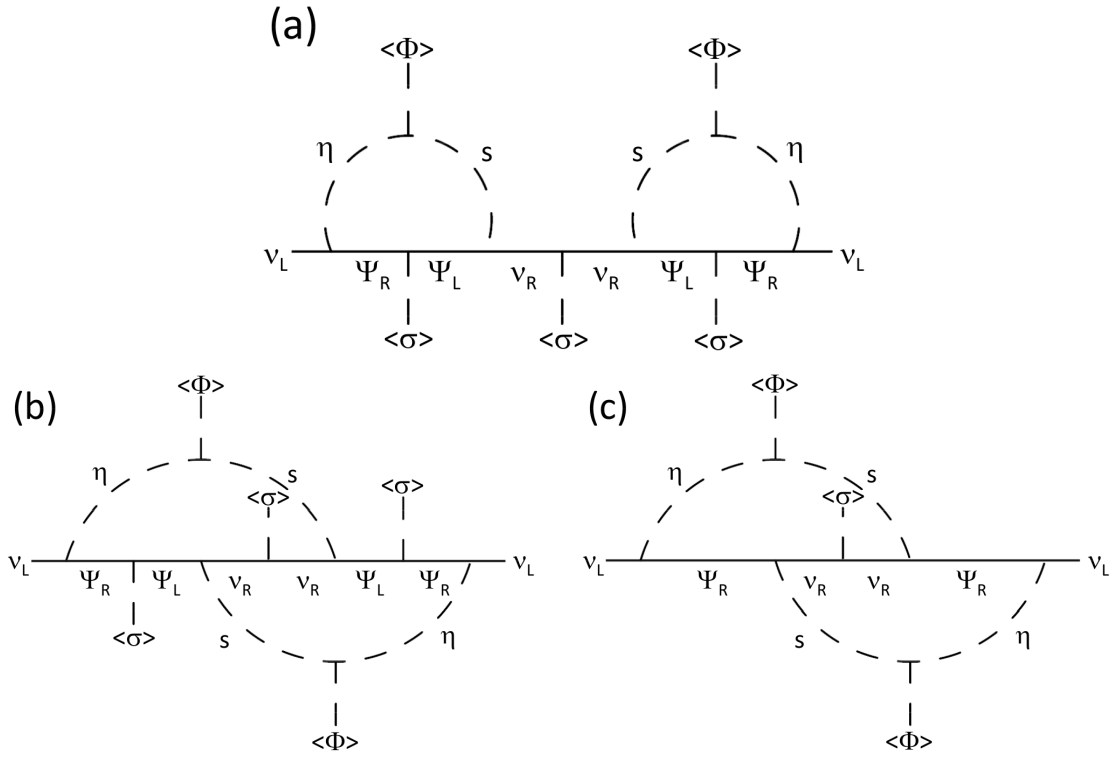 (a)
<Φ> <Φ>
η s s η
ν_L Ψ_R Ψ_L ν_R ν_R Ψ_L Ψ_R ν_L
<σ> <σ> <σ>
(b)
<Φ>
η s
<σ> <σ>
ν_L Ψ_R Ψ_L ν_R ν_R Ψ_L Ψ_R ν_L
<σ> s η
<Φ>
(c)
<Φ>
η s
<σ>
ν_L Ψ_R ν_R ν_R Ψ_R ν_L
s η
<Φ>